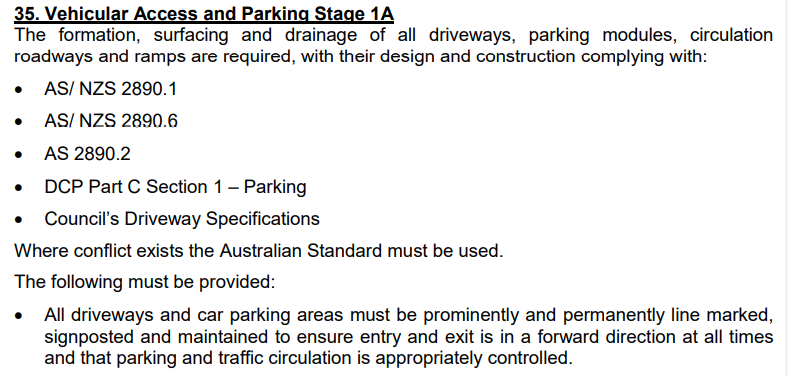 35. Vehicular Access and Parking Stage 1A
The formation, surfacing and drainage of all driveways, parking modules, circulation
roadways and ramps are required, with their design and construction complying with:
• AS/ NZS 2890.1
• AS/ NZS 2890.6
• AS 2890.2
• DCP Part C Section 1 – Parking
• Council's Driveway Specifications
Where conflict exists the Australian Standard must be used.
The following must be provided:
• All driveways and car parking areas must be prominently and permanently line marked,
signposted and maintained to ensure entry and exit is in a forward direction at all times
and that parking and traffic circulation is appropriately controlled.